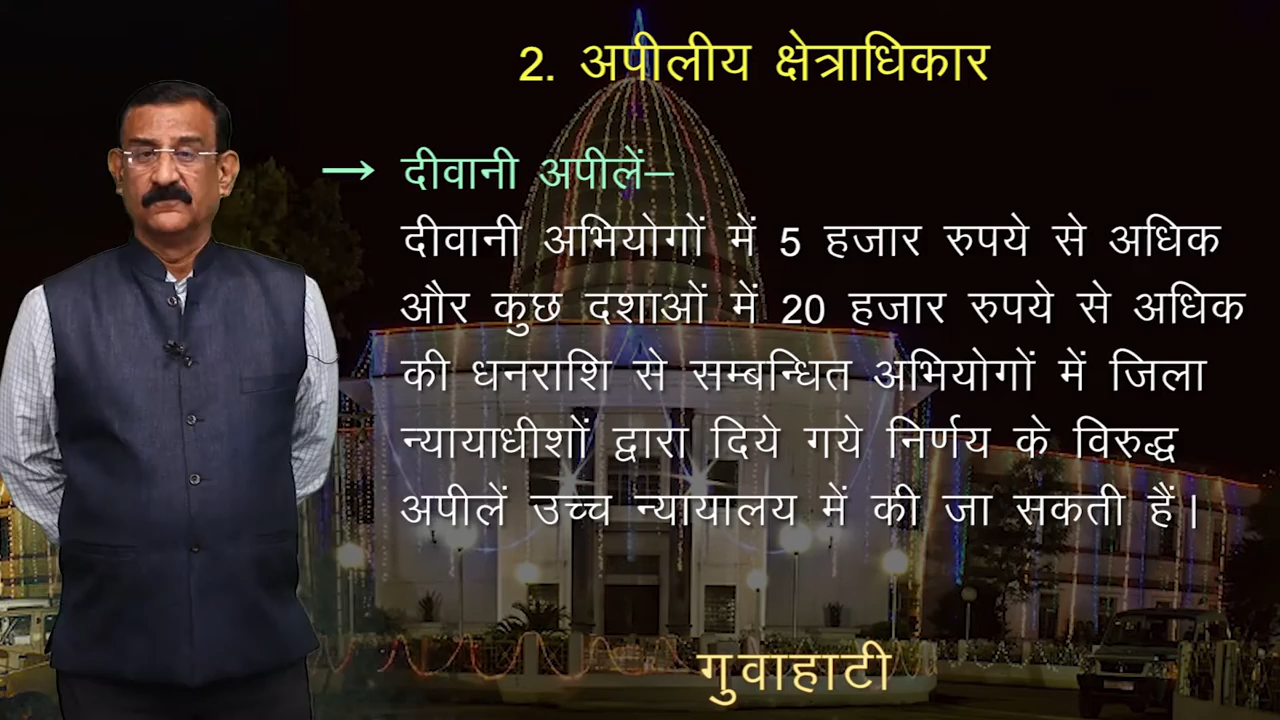 2. अपीलीय क्षेत्राधिकार
→ दीवानी अपीलें–
दीवानी अभियोगों में 5 हजार रुपये से अधिक
और कुछ दशाओं में 20 हजार रुपये से अधिक
की धनराशि से सम्बन्धित अभियोगों में जिला
न्यायाधीशों द्वारा दिये गये निर्णय के विरुद्ध
अपीलें उच्च न्यायालय में की जा सकती हैं।
गुवाहाटी